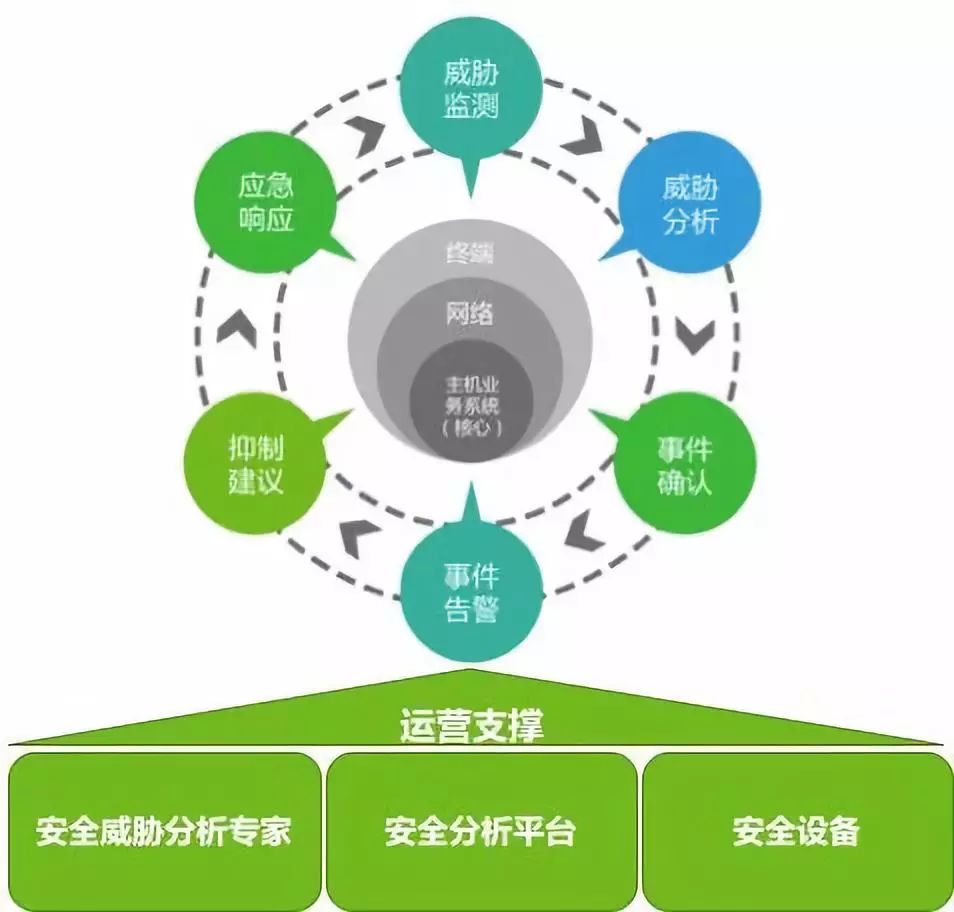 威胁
监测
威胁
分析
事件
确认
事件
告警
抑制
建议
应急
响应
终端
网络
主机业
务系统
（核心）
运营支撑
安全威胁分析专家
安全分析平台
安全设备